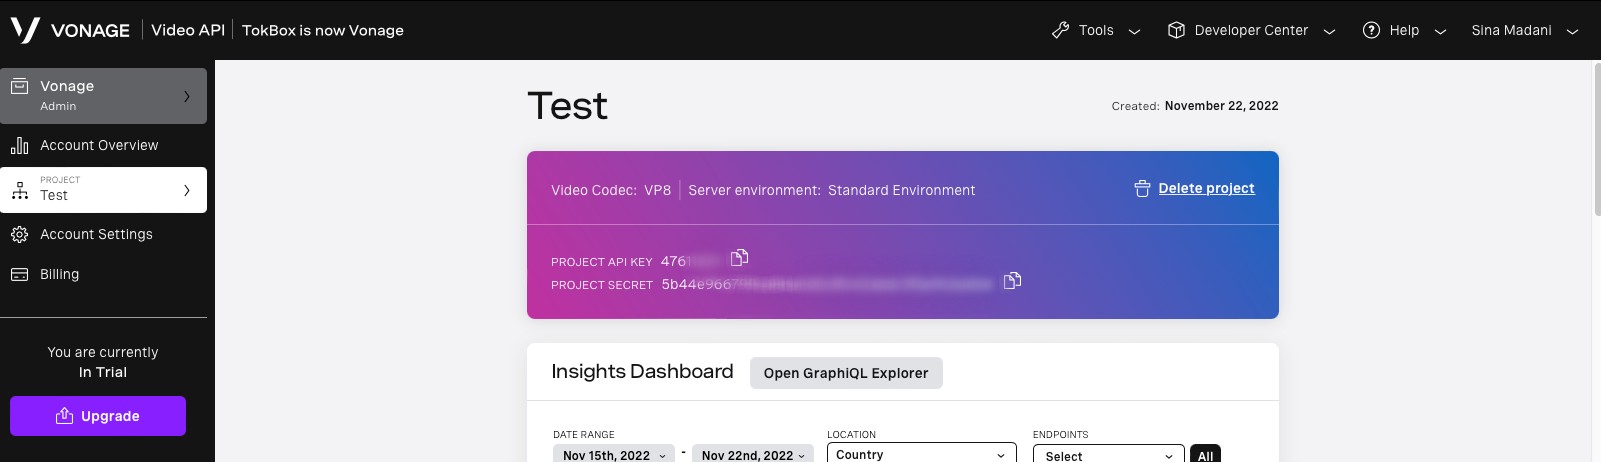 VONAGE | Video API | TokBox is now Vonage
Tools
Developer Center
Help
Sina Madani
Vonage
Admin
Account Overview
PROJECT
Test
Account Settings
Billing
You are currently
In Trial
Upgrade
Test
Created: November 22, 2022
Video Codec: VP8 | Server environment: Standard Environment
Delete project
PROJECT API KEY 476
PROJECT SECRET 5b44e966
Insights Dashboard
Open GraphiQL Explorer
DATE RANGE
Nov 15th, 2022 - Nov 22nd, 2022
LOCATION
Country
ENDPOINTS
Select
All